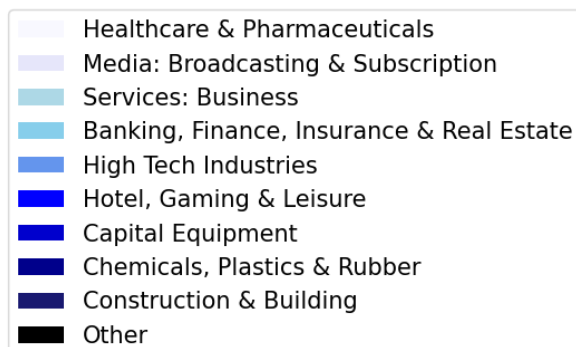 Healthcare & Pharmaceuticals
Media: Broadcasting & Subscription
Services: Business
Banking, Finance, Insurance & Real Estate
High Tech Industries
Hotel, Gaming & Leisure
Capital Equipment
Chemicals, Plastics & Rubber
Construction & Building
Other